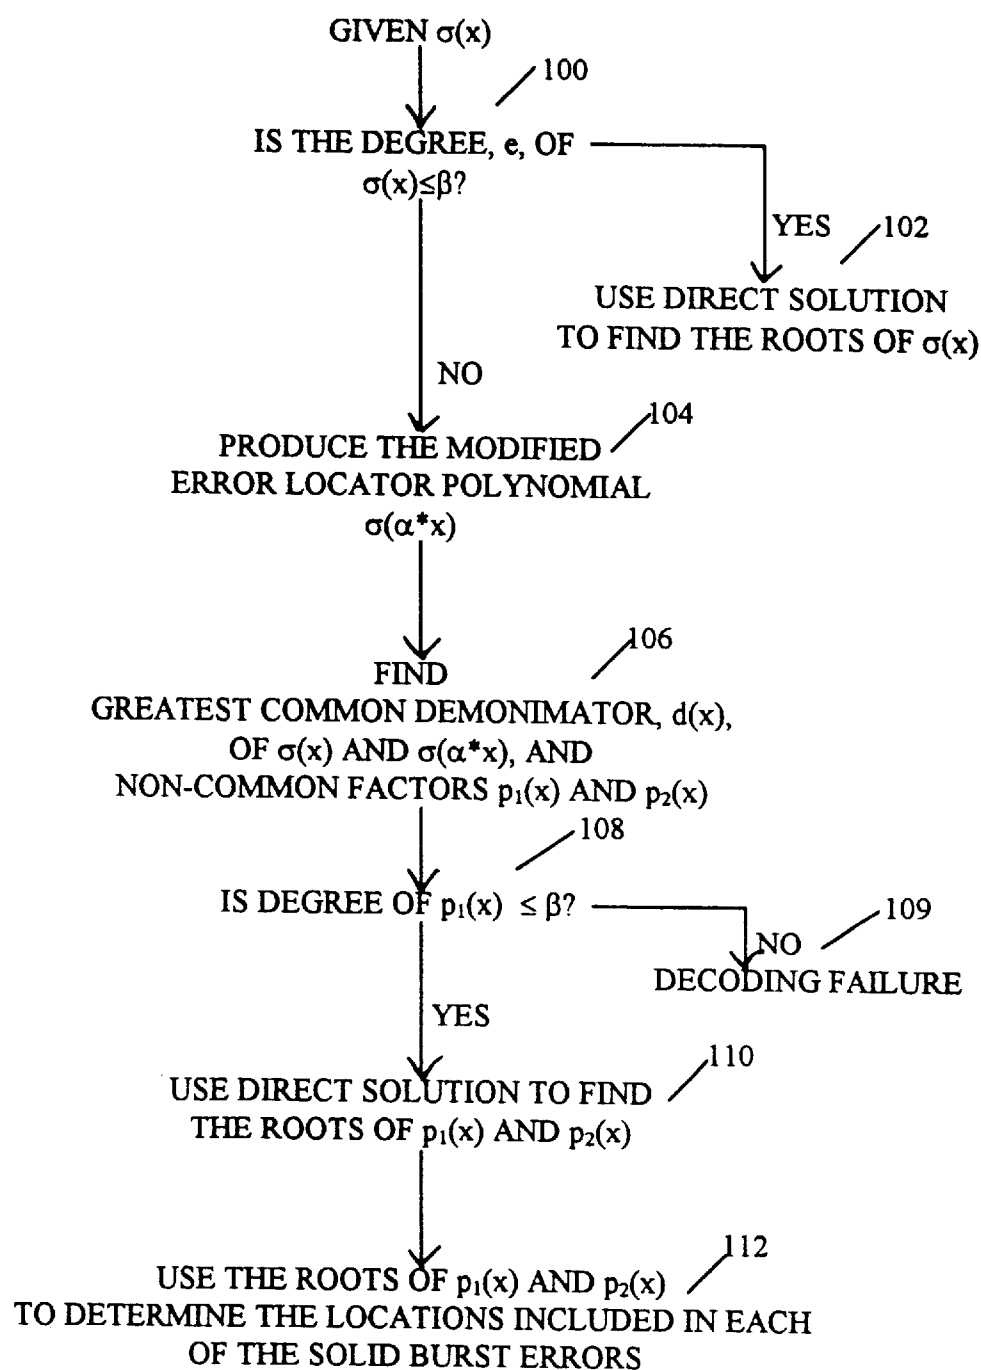 GIVEN σ(x)
100
IS THE DEGREE, e, OF
σ(x)≤β?
YES
102
USE DIRECT SOLUTION
TO FIND THE ROOTS OF σ(x)
NO
104
PRODUCE THE MODIFIED
ERROR LOCATOR POLYNOMIAL
σ(α*x)
106
FIND
GREATEST COMMON DEMONIMATOR, d(x),
OF σ(x) AND σ(α*x), AND
NON-COMMON FACTORS p₁(x) AND p₂(x)
108
IS DEGREE OF p₁(x) ≤ β?
109
NO
DECODING FAILURE
YES
110
USE DIRECT SOLUTION TO FIND
THE ROOTS OF p₁(x) AND p₂(x)
112
USE THE ROOTS OF p₁(x) AND p₂(x)
TO DETERMINE THE LOCATIONS INCLUDED IN EACH
OF THE SOLID BURST ERRORS